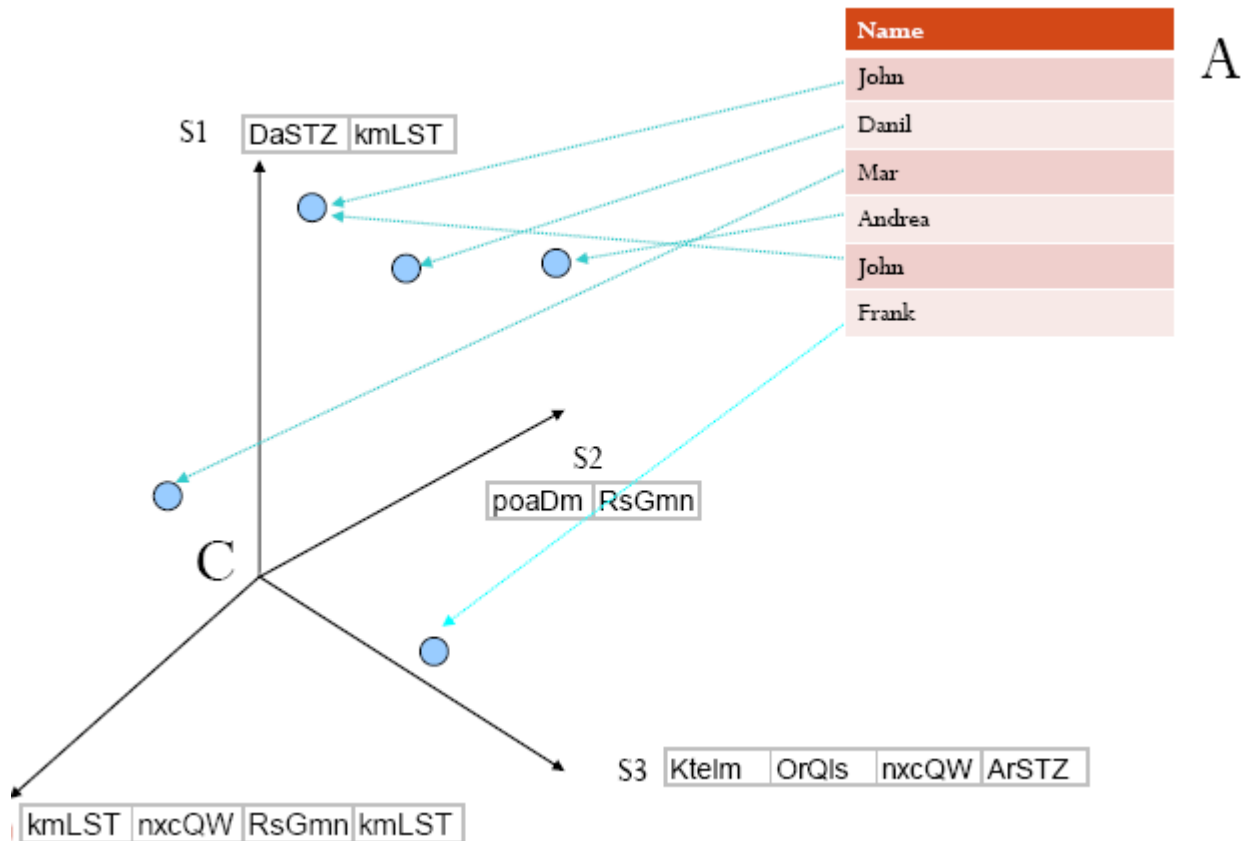 Name
A
John
Danil
Mar
Andrea
John
Frank
S1 DaSTZ kmLST
S2
poaDm RsGmn
C
S3 Ktelm OrQls nxcQW ArSTZ
kmLST nxcQW RsGmn kmLST